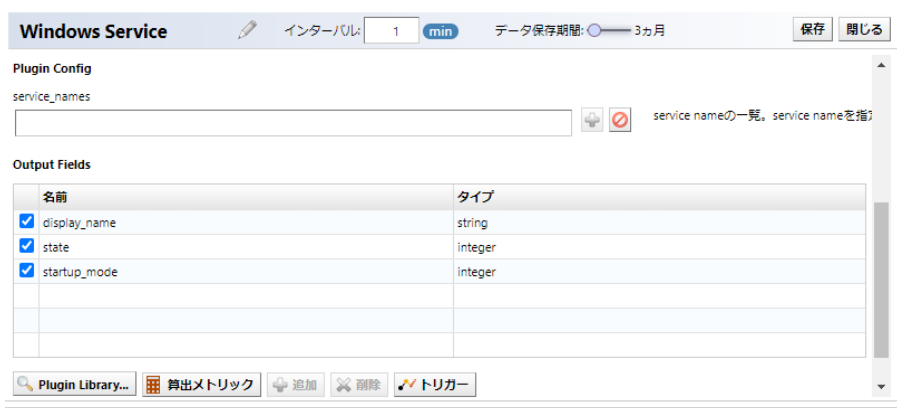 Windows Service インターバル: 1 min データ保存期間: 3ヵ月 保存 閉じる
Plugin Config
service_names
service nameの一覧。service nameを指
Output Fields
名前 タイプ
display_name string
state integer
startup_mode integer
Plugin Library... 算出メトリック 追加 削除 トリガー